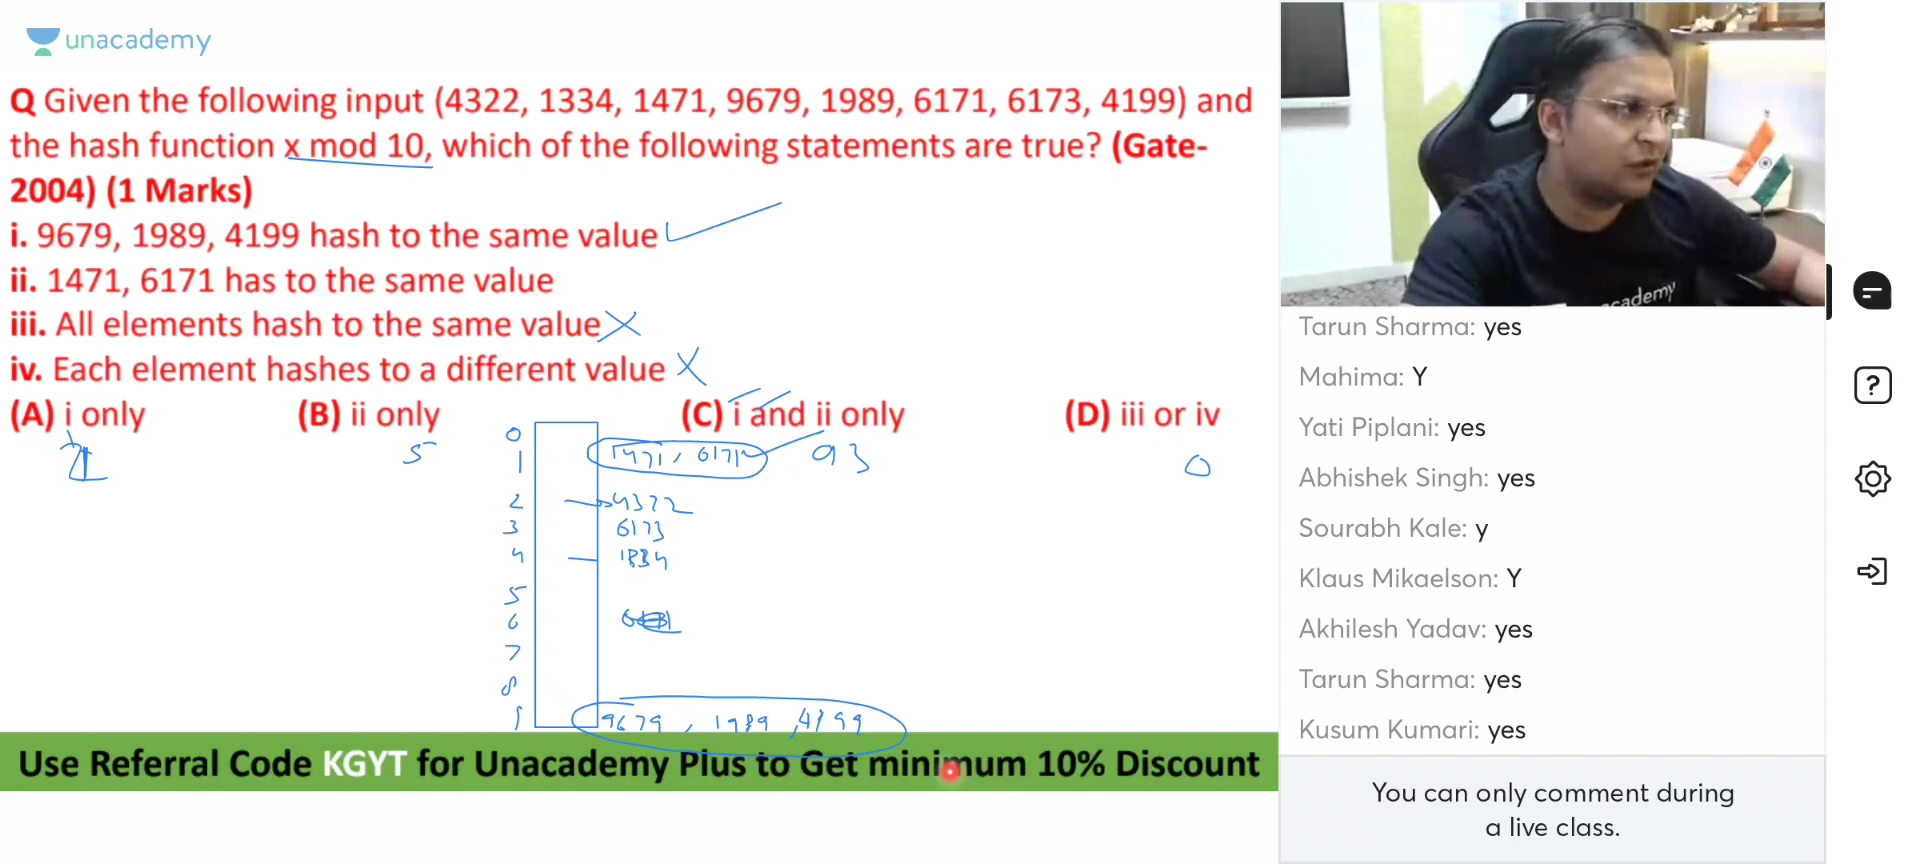 unacademy
Q Given the following input (4322, 1334, 1471, 9679, 1989, 6171, 6173, 4199) and
the hash function x mod 10, which of the following statements are true? (Gate-
2004) (1 Marks)
i. 9679, 1989, 4199 hash to the same value
ii. 1471, 6171 has to the same value
iii. All elements hash to the same value
iv. Each element hashes to a different value
(A) i only (B) ii only (C) i and ii only (D) iii or iv
5 93 0
0
1 1471, 6171
2 4322
3 6173
4 1334
5
6
7
8
9 9679, 1989, 4199
Use Referral Code KGYT for Unacademy Plus to Get minimum 10% Discount
cademy
Tarun Sharma: yes
Mahima: Y
Yati Piplani: yes
Abhishek Singh: yes
Sourabh Kale: y
Klaus Mikaelson: Y
Akhilesh Yadav: yes
Tarun Sharma: yes
Kusum Kumari: yes
You can only comment during
a live class.
?